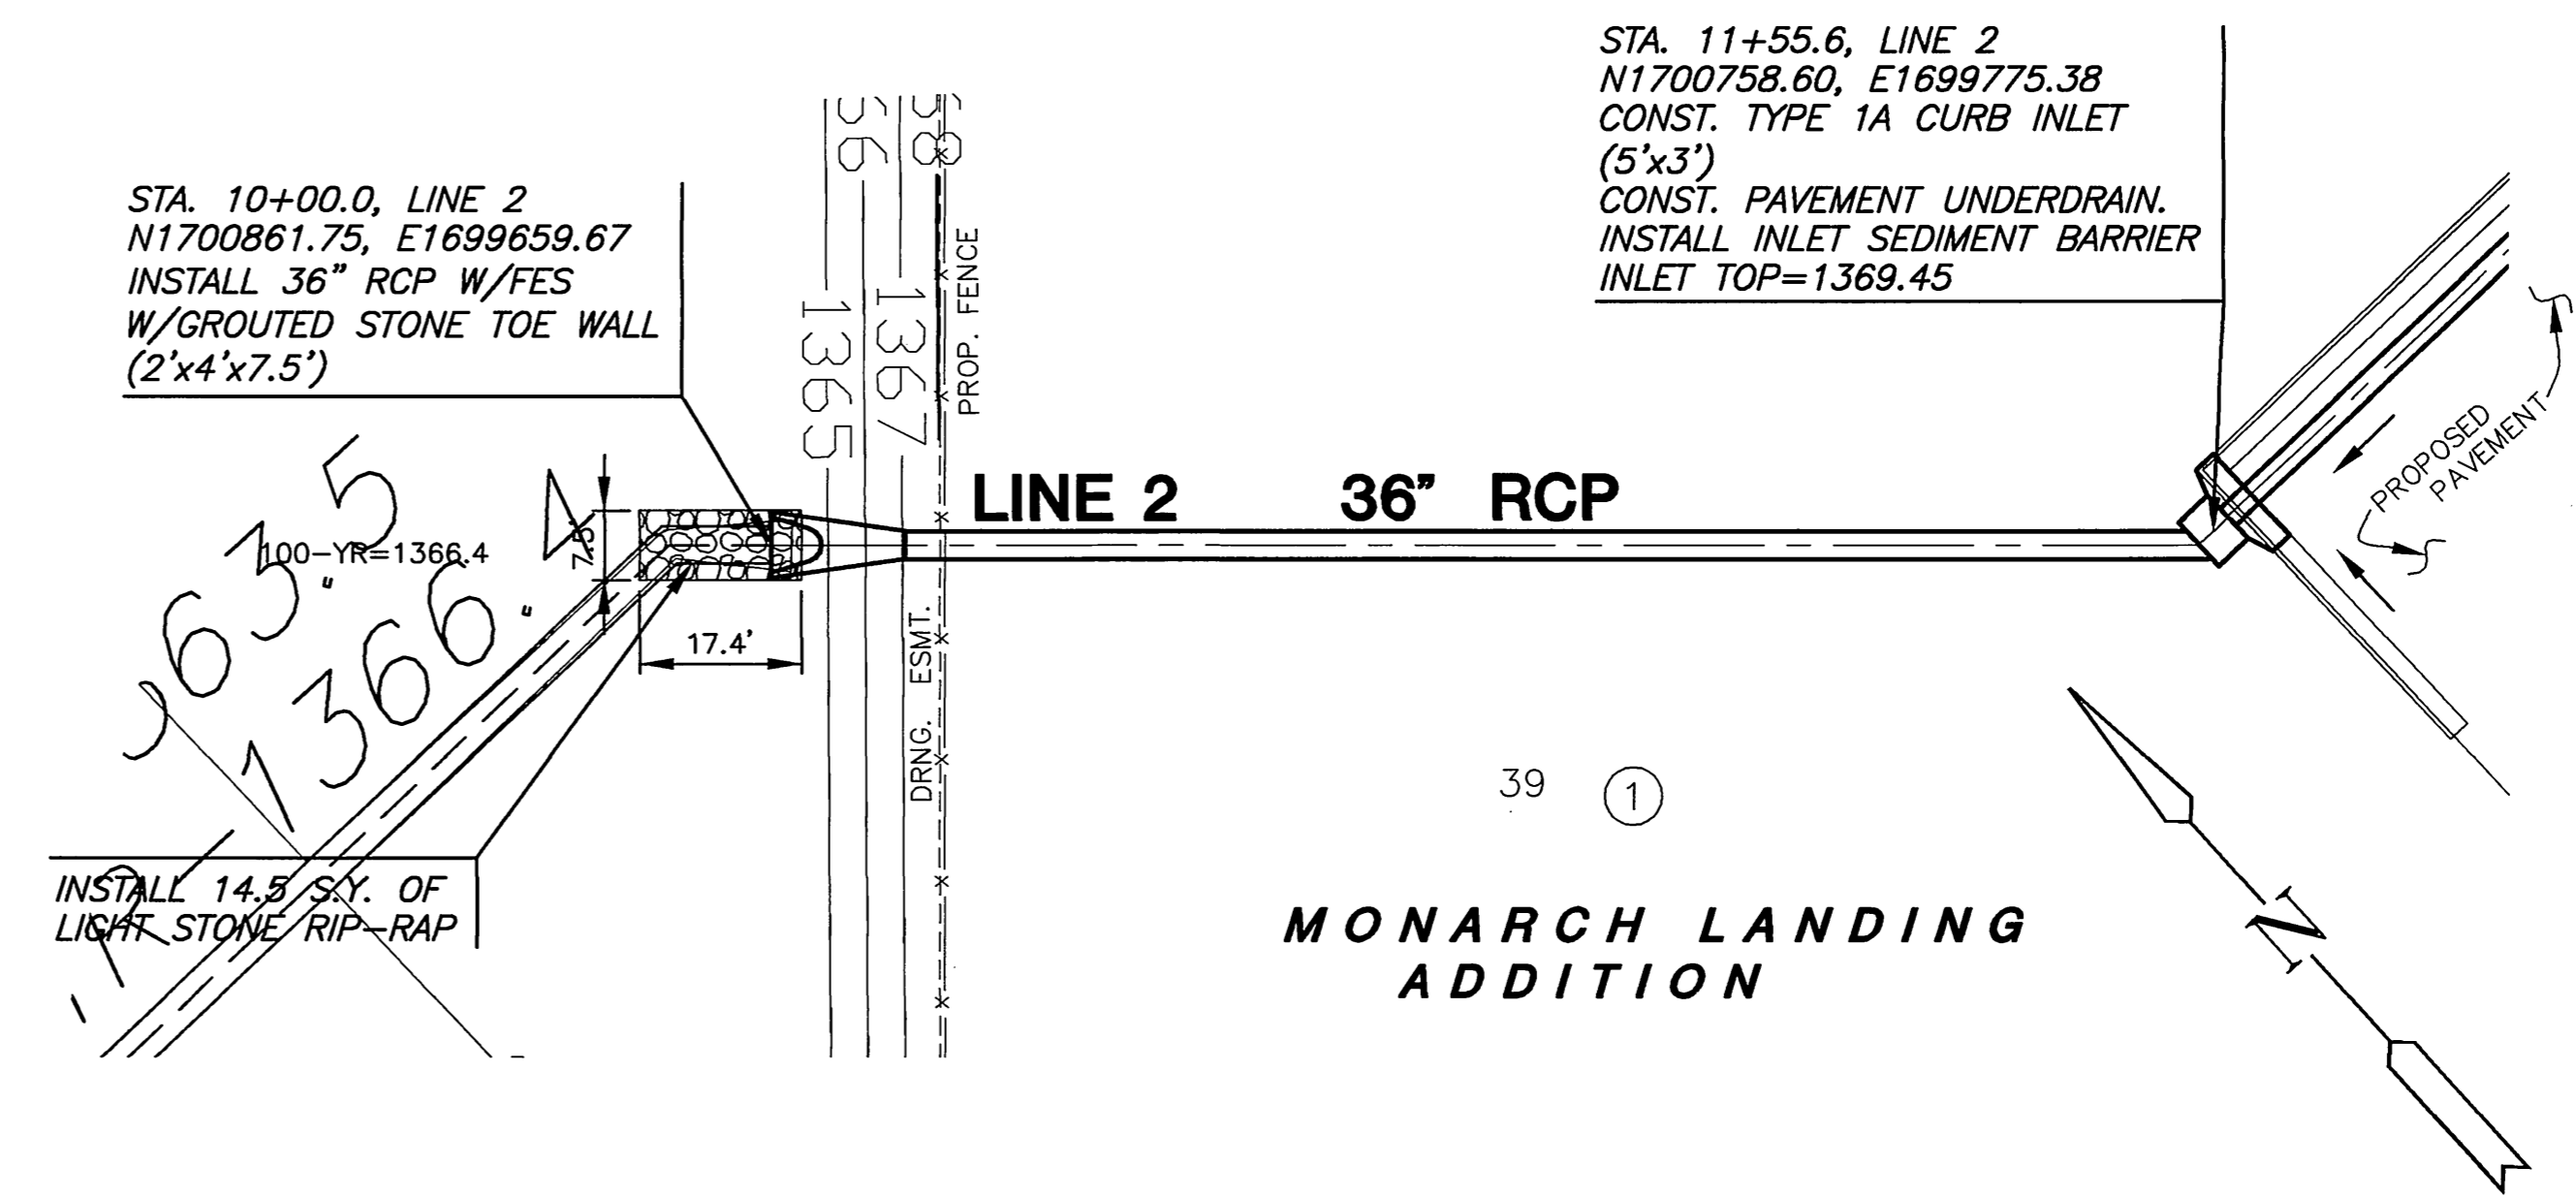 STA. 11+55.6, LINE 2
N1700758.60, E1699775.38
CONST. TYPE 1A CURB INLET
(5'x3')
CONST. PAVEMENT UNDERDRAIN.
INSTALL INLET SEDIMENT BARRIER
INLET TOP=1369.45
STA. 10+00.0, LINE 2
N1700861.75, E1699659.67
INSTALL 36" RCP W/FES
W/GROUTED STONE TOE WALL
(2'x4'x7.5')
1365
1367
PROP. FENCE
LINE 2 36" RCP
PROPOSED
PAVEMENT
100-YR=1366.4
7.5'
17.4'
1366
DRNG. ESMT.
39 1
INSTALL 14.5 S.Y. OF
LIGHT STONE RIP-RAP
MONARCH LANDING
ADDITION
N